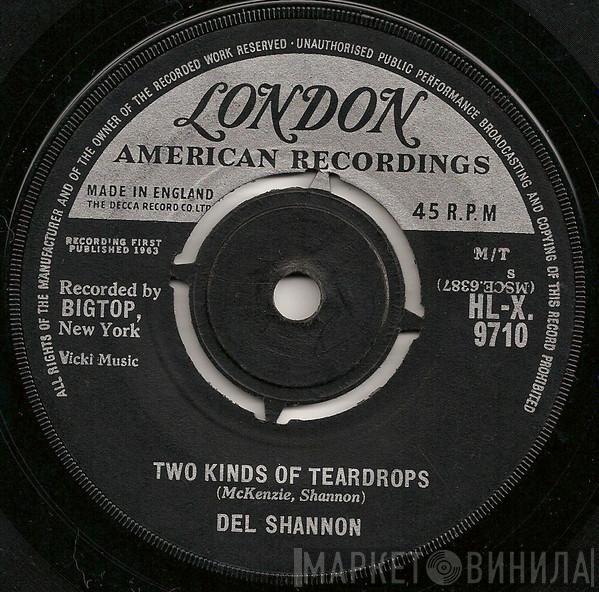 ALL RIGHTS OF THE MANUFACTURER AND OF THE OWNER OF THE RECORDED WORK RESERVED · UNAUTHORISED PUBLIC PERFORMANCE BROADCASTING AND COPYING OF THIS RECORD PROHIBITED
LONDON
AMERICAN RECORDINGS
MADE IN ENGLAND
THE DECCA RECORD CO. LTD
45 R.P.M
RECORDING FIRST
PUBLISHED 1963
M/T
S
(MSCE.6387)
Recorded by
BIGTOP,
New York
HL-X.
9710
Vicki Music
TWO KINDS OF TEARDROPS
(McKenzie, Shannon)
DEL SHANNON
МАРКЕТ ВИНИЛА